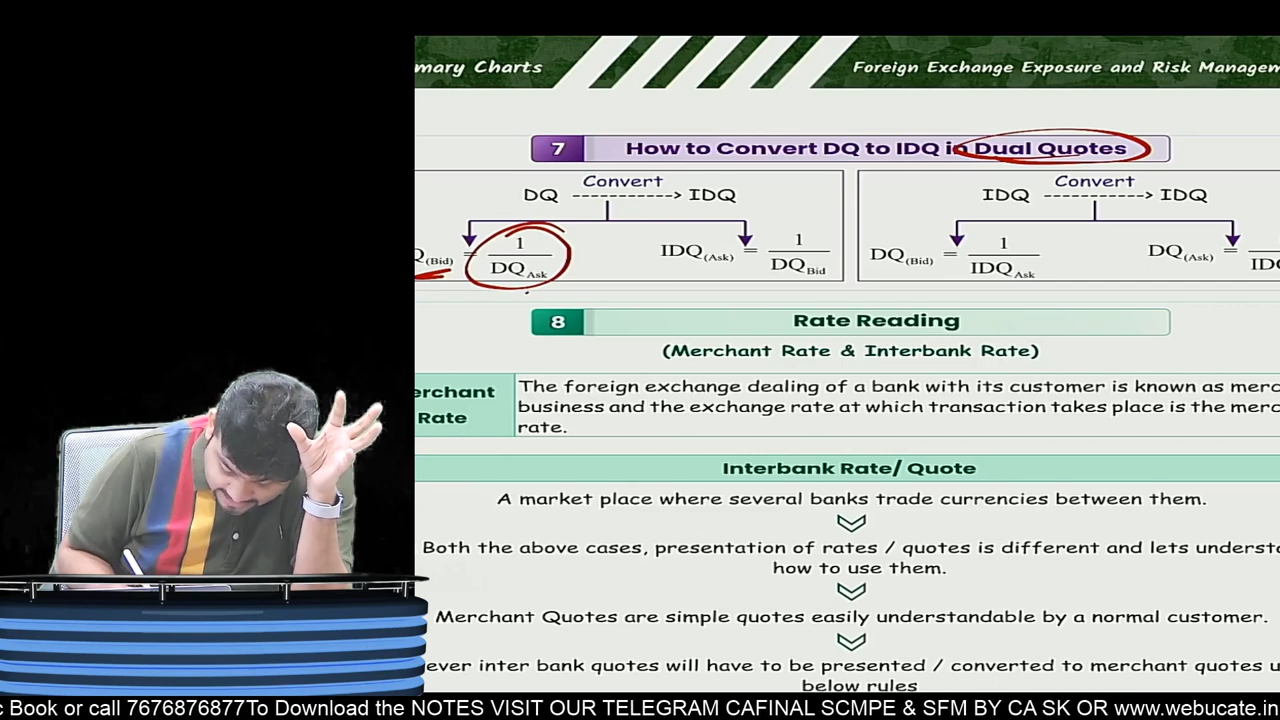 mary Charts
Foreign Exchange Exposure and Risk Managem
7 How to Convert DQ to IDQ in Dual Quotes
Convert
DQ -----------> IDQ
Q(Bid) = 1/DQAsk
IDQ(Ask) = 1/DQBid
Convert
IDQ -----------> IDQ
DQ(Bid) = 1/IDQAsk
DQ(Ask) = ID
8 Rate Reading
(Merchant Rate & Interbank Rate)
erchant
Rate
The foreign exchange dealing of a bank with its customer is known as merc
business and the exchange rate at which transaction takes place is the merc
rate.
Interbank Rate/ Quote
A market place where several banks trade currencies between them.
Both the above cases, presentation of rates / quotes is different and lets underst
how to use them.
Merchant Quotes are simple quotes easily understandable by a normal customer.
ever inter bank quotes will have to be presented / converted to merchant quotes u
below rules
c Book or call 7676876877To Download the NOTES VISIT OUR TELEGRAM CAFINAL SCMPE & SFM BY CA SK OR www.webucate.in